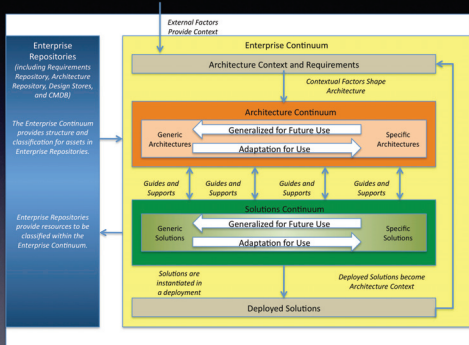 External Factors
Provide Context
Enterprise
Repositories
(including Requirements
Repository, Architecture
Repository, Design Stores,
and CMDB)
The Enterprise Continuum
provides structure and
classification for assets in
Enterprise Repositories.
Enterprise Repositories
provide resources to be
classified within the
Enterprise Continuum.
Enterprise Continuum
Architecture Context and Requirements
Contextual Factors Shape
Architecture
Architecture Continuum
Generic
Architectures
Generalized for Future Use
Adaptation for Use
Specific
Architectures
Guides and
Supports
Guides and
Supports
Guides and
Supports
Guides and
Supports
Solutions Continuum
Generic
Solutions
Generalized for Future Use
Adaptation for Use
Specific
Solutions
Solutions are
instantiated in
a deployment
Deployed Solutions become
Architecture Context
Deployed Solutions